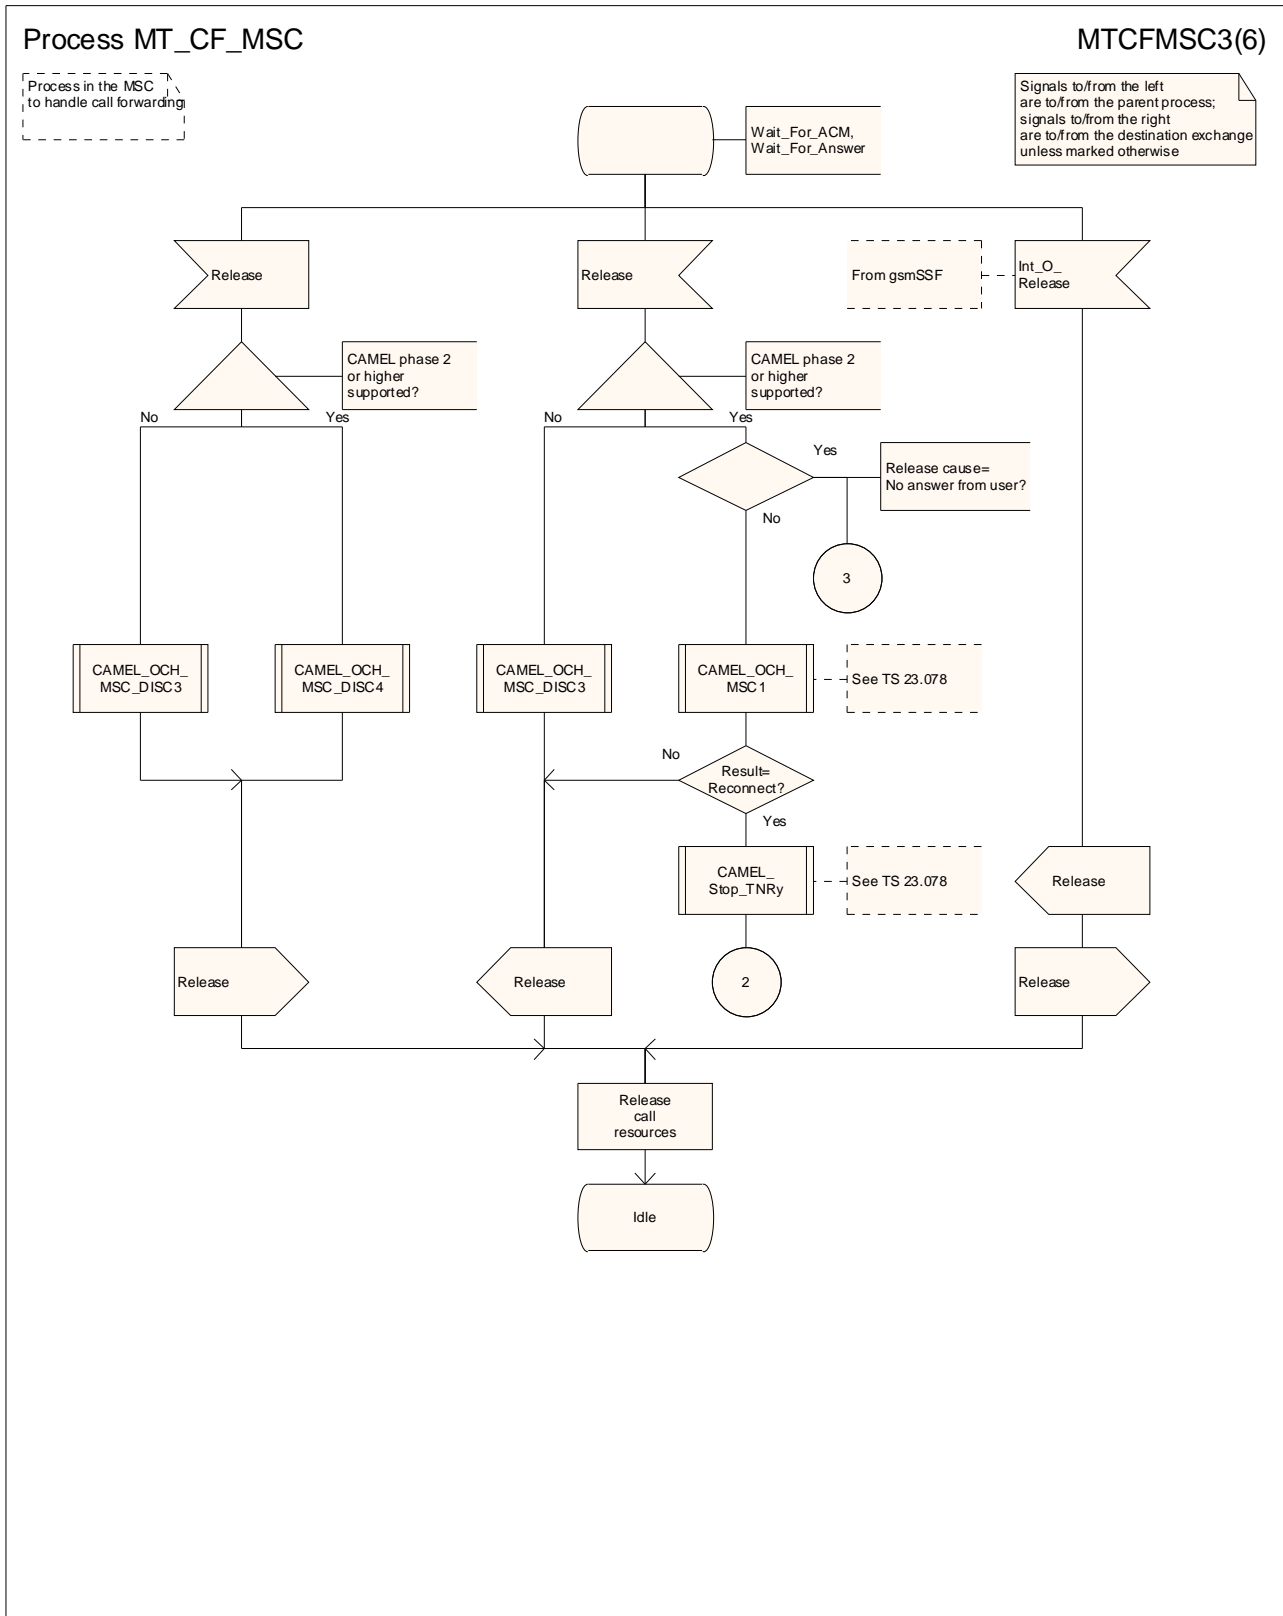 Process MT_CF_MSC
MTCFMSC3(6)
Process in the MSC
to handle call forwarding
Signals to/from the left
are to/from the parent process;
signals to/from the right
are to/from the destination exchange
unless marked otherwise
Wait_For_ACM,
Wait_For_Answer
Release
Release
From gsmSSF
Int_O_
Release
CAMEL phase 2
or higher
supported?
CAMEL phase 2
or higher
supported?
No
Yes
No
Yes
Yes
Release cause=
No answer from user?
No
3
CAMEL_OCH_
MSC_DISC3
CAMEL_OCH_
MSC_DISC4
CAMEL_OCH_
MSC_DISC3
CAMEL_OCH_
MSC1
See TS 23.078
No
Result=
Reconnect?
Yes
CAMEL_
Stop_TNRy
See TS 23.078
Release
Release
Release
2
Release
Release
call
resources
Idle